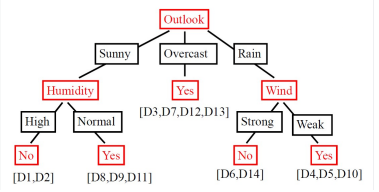 Outlook
Sunny Overcast Rain
Humidity Yes Wind
[D3,D7,D12,D13]
High Normal Strong Weak
No Yes No Yes
[D1,D2] [D8,D9,D11] [D6,D14] [D4,D5,D10]